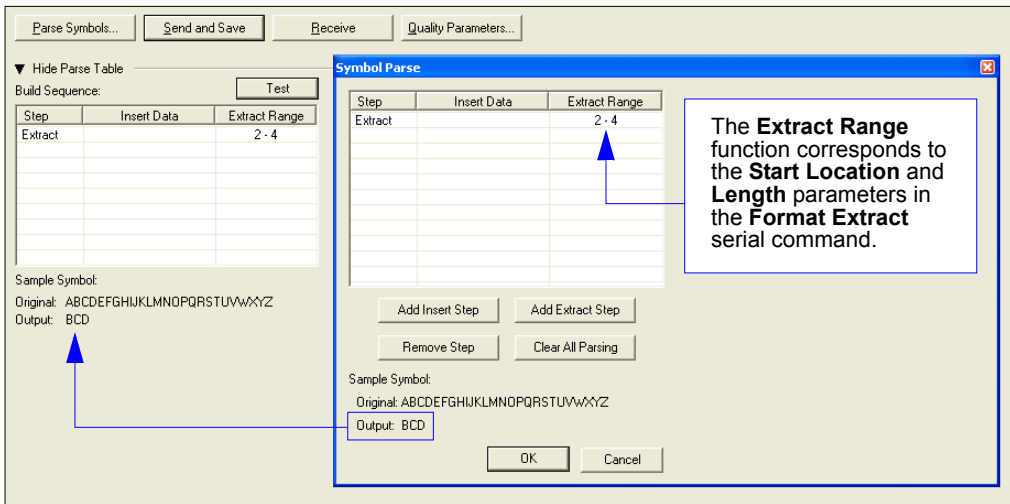 Parse Symbols... Send and Save Receive Quality Parameters...
▼ Hide Parse Table
Build Sequence: Test
Step Insert Data Extract Range
Extract 2 - 4
Sample Symbol:
Original: ABCDEFGHIJKLMNOPQRSTUVWXYZ
Output: BCD
Symbol Parse
Step Insert Data Extract Range
Extract 2 - 4
Add Insert Step Add Extract Step
Remove Step Clear All Parsing
Sample Symbol:
Original: ABCDEFGHIJKLMNOPQRSTUVWXYZ
Output: BCD
OK Cancel
The Extract Range
function corresponds to
the Start Location and
Length parameters in
the Format Extract
serial command.